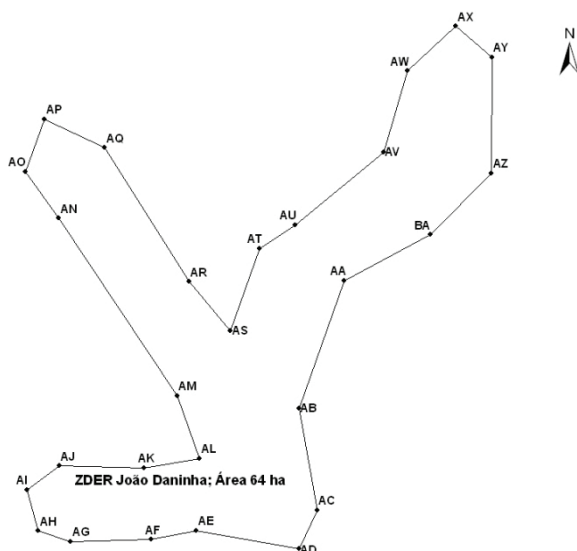 AX
N
AY
AW
AP
AQ
AV
AO
AZ
AN
AU
BA
AT
AA
AR
AS
AM
AB
AL
AJ
AK
ZDER João Daninha; Área 64 ha
AI
AC
AH
AG
AF
AE
AD